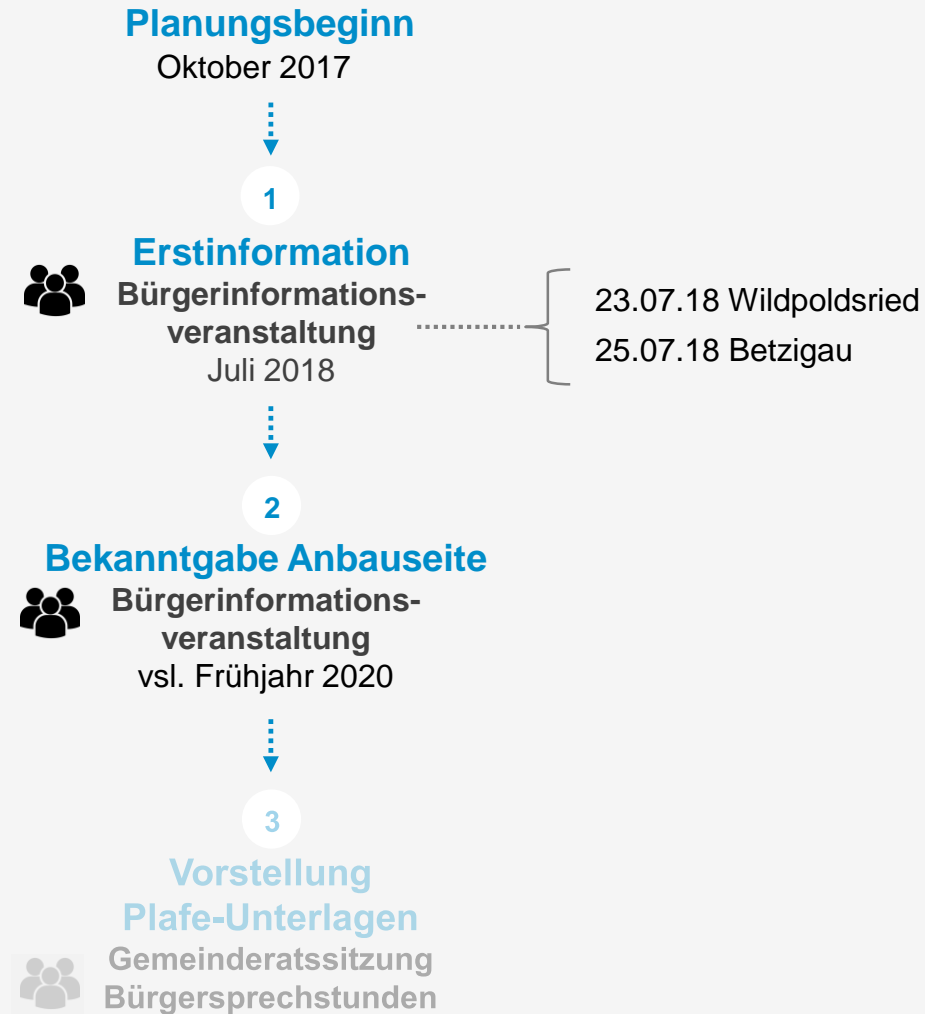 Planungsbeginn
Oktober 2017
1
Erstinformation
Bürgerinformations-
veranstaltung
Juli 2018
23.07.18 Wildpoldsried
25.07.18 Betzigau
2
Bekanntgabe Anbauseite
Bürgerinformations-
veranstaltung
vsl. Frühjahr 2020
3
Vorstellung
Plafe-Unterlagen
Gemeinderatssitzung
Bürgersprechstunden